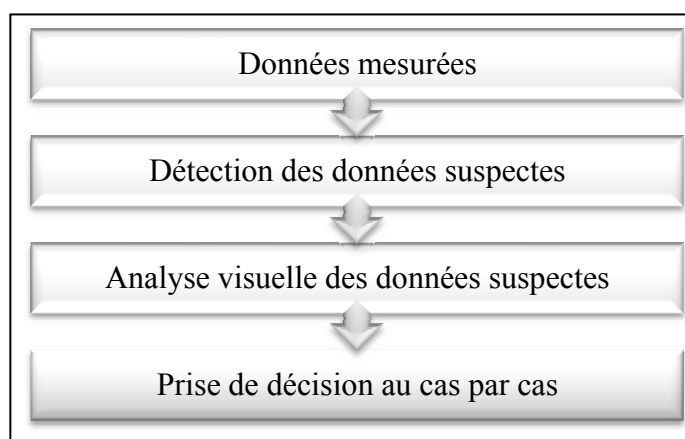 Données mesurées
Détection des données suspectes
Analyse visuelle des données suspectes
Prise de décision au cas par cas